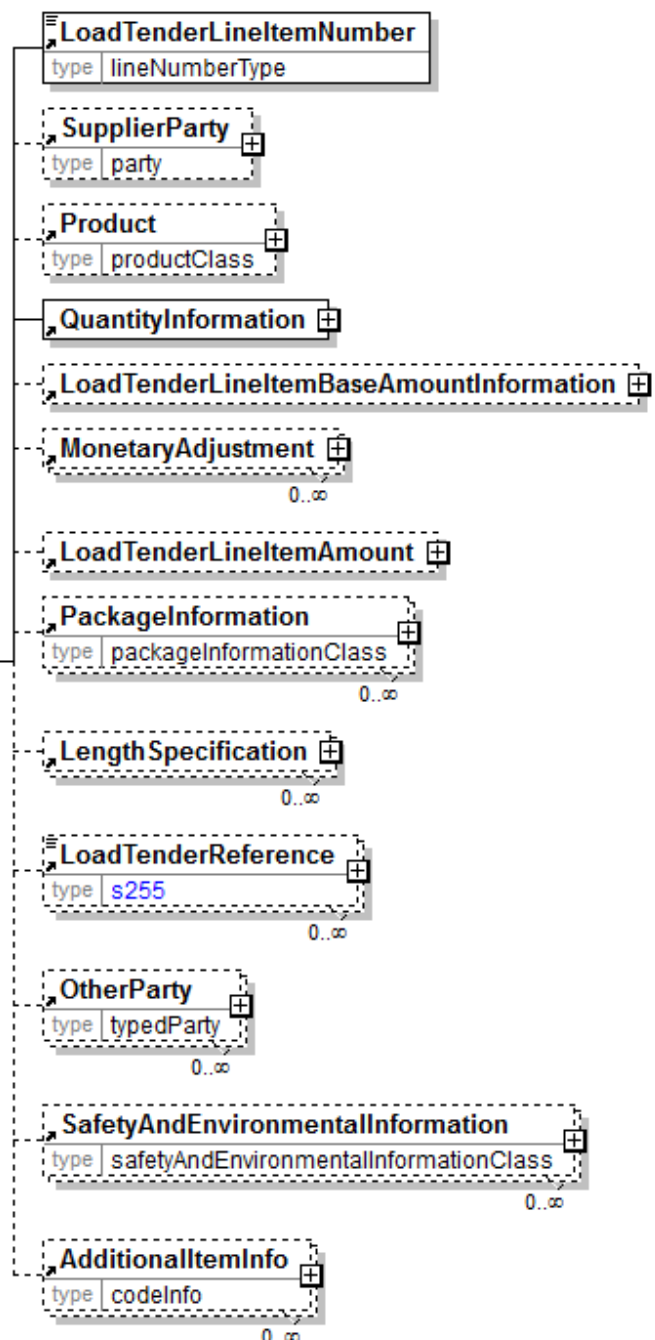 LoadTenderLineItemNumber
type lineNumberType
SupplierParty
type party
Product
type productClass
QuantityInformation
LoadTenderLineItemBaseAmountInformation
MonetaryAdjustment
0..∞
LoadTenderLineItemAmount
PackageInformation
type packageInformationClass
0..∞
LengthSpecification
0..∞
LoadTenderReference
type s255
0..∞
OtherParty
type typedParty
0..∞
SafetyAndEnvironmentalInformation
type safetyAndEnvironmentalInformationClass
0..∞
AdditionalItemInfo
type codeInfo
0..∞